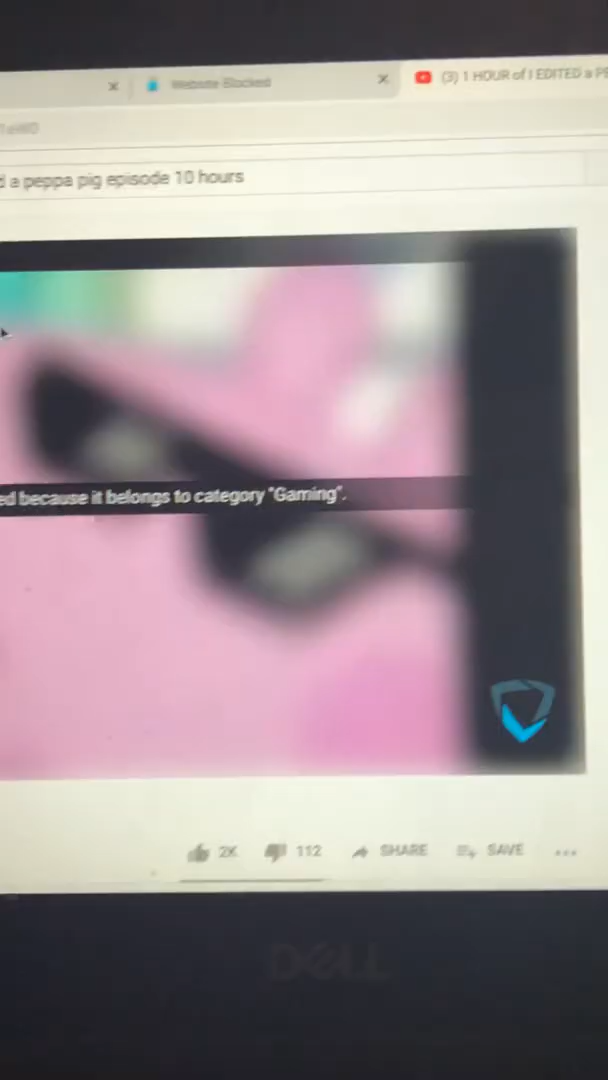 Website Blocked
(3) 1 HOUR of I EDITED a PE
a peppa pig episode 10 hours
ed because it belongs to category "Gaming".
2K
112
SHARE
SAVE
DELL